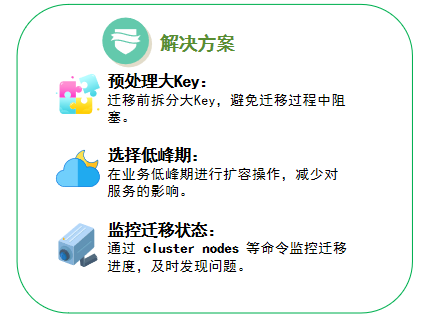 解决方案
预处理大Key：
迁移前拆分大Key，避免迁移过程中阻
塞。
选择低峰期：
在业务低峰期进行扩容操作，减少对
服务的影响。
监控迁移状态：
通过 cluster nodes 等命令监控迁移
进度，及时发现问题。